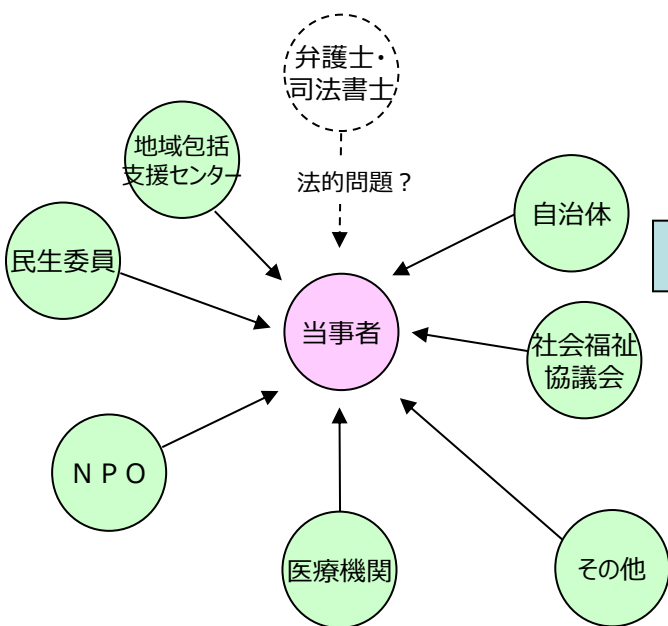 弁護士・
司法書士
地域包括
支援センター
法的問題？
自治体
民生委員
当事者
社会福祉
協議会
ＮＰＯ
医療機関
その他